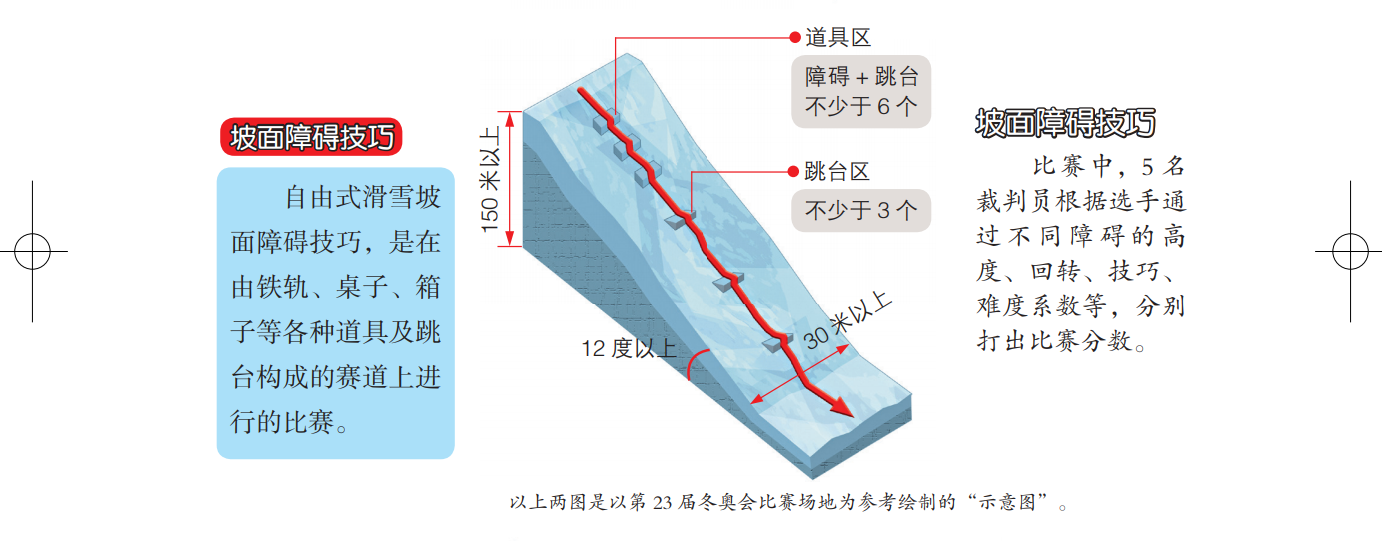 坡面障碍技巧
自由式滑雪坡
面障碍技巧，是在
由铁轨、桌子、箱
子等各种道具及跳
台构成的赛道上进
行的比赛。
道具区
障碍 + 跳台
不少于 6 个
跳台区
不少于 3 个
150 米以上
12 度以上
30 米以上
坡面障碍技巧
比赛中，5 名
裁判员根据选手通
过不同障碍的高
度、回转、技巧、
难度系数等，分别
打出比赛分数。
以上两图是以第 23 届冬奥会比赛场地为参考绘制的“示意图”。